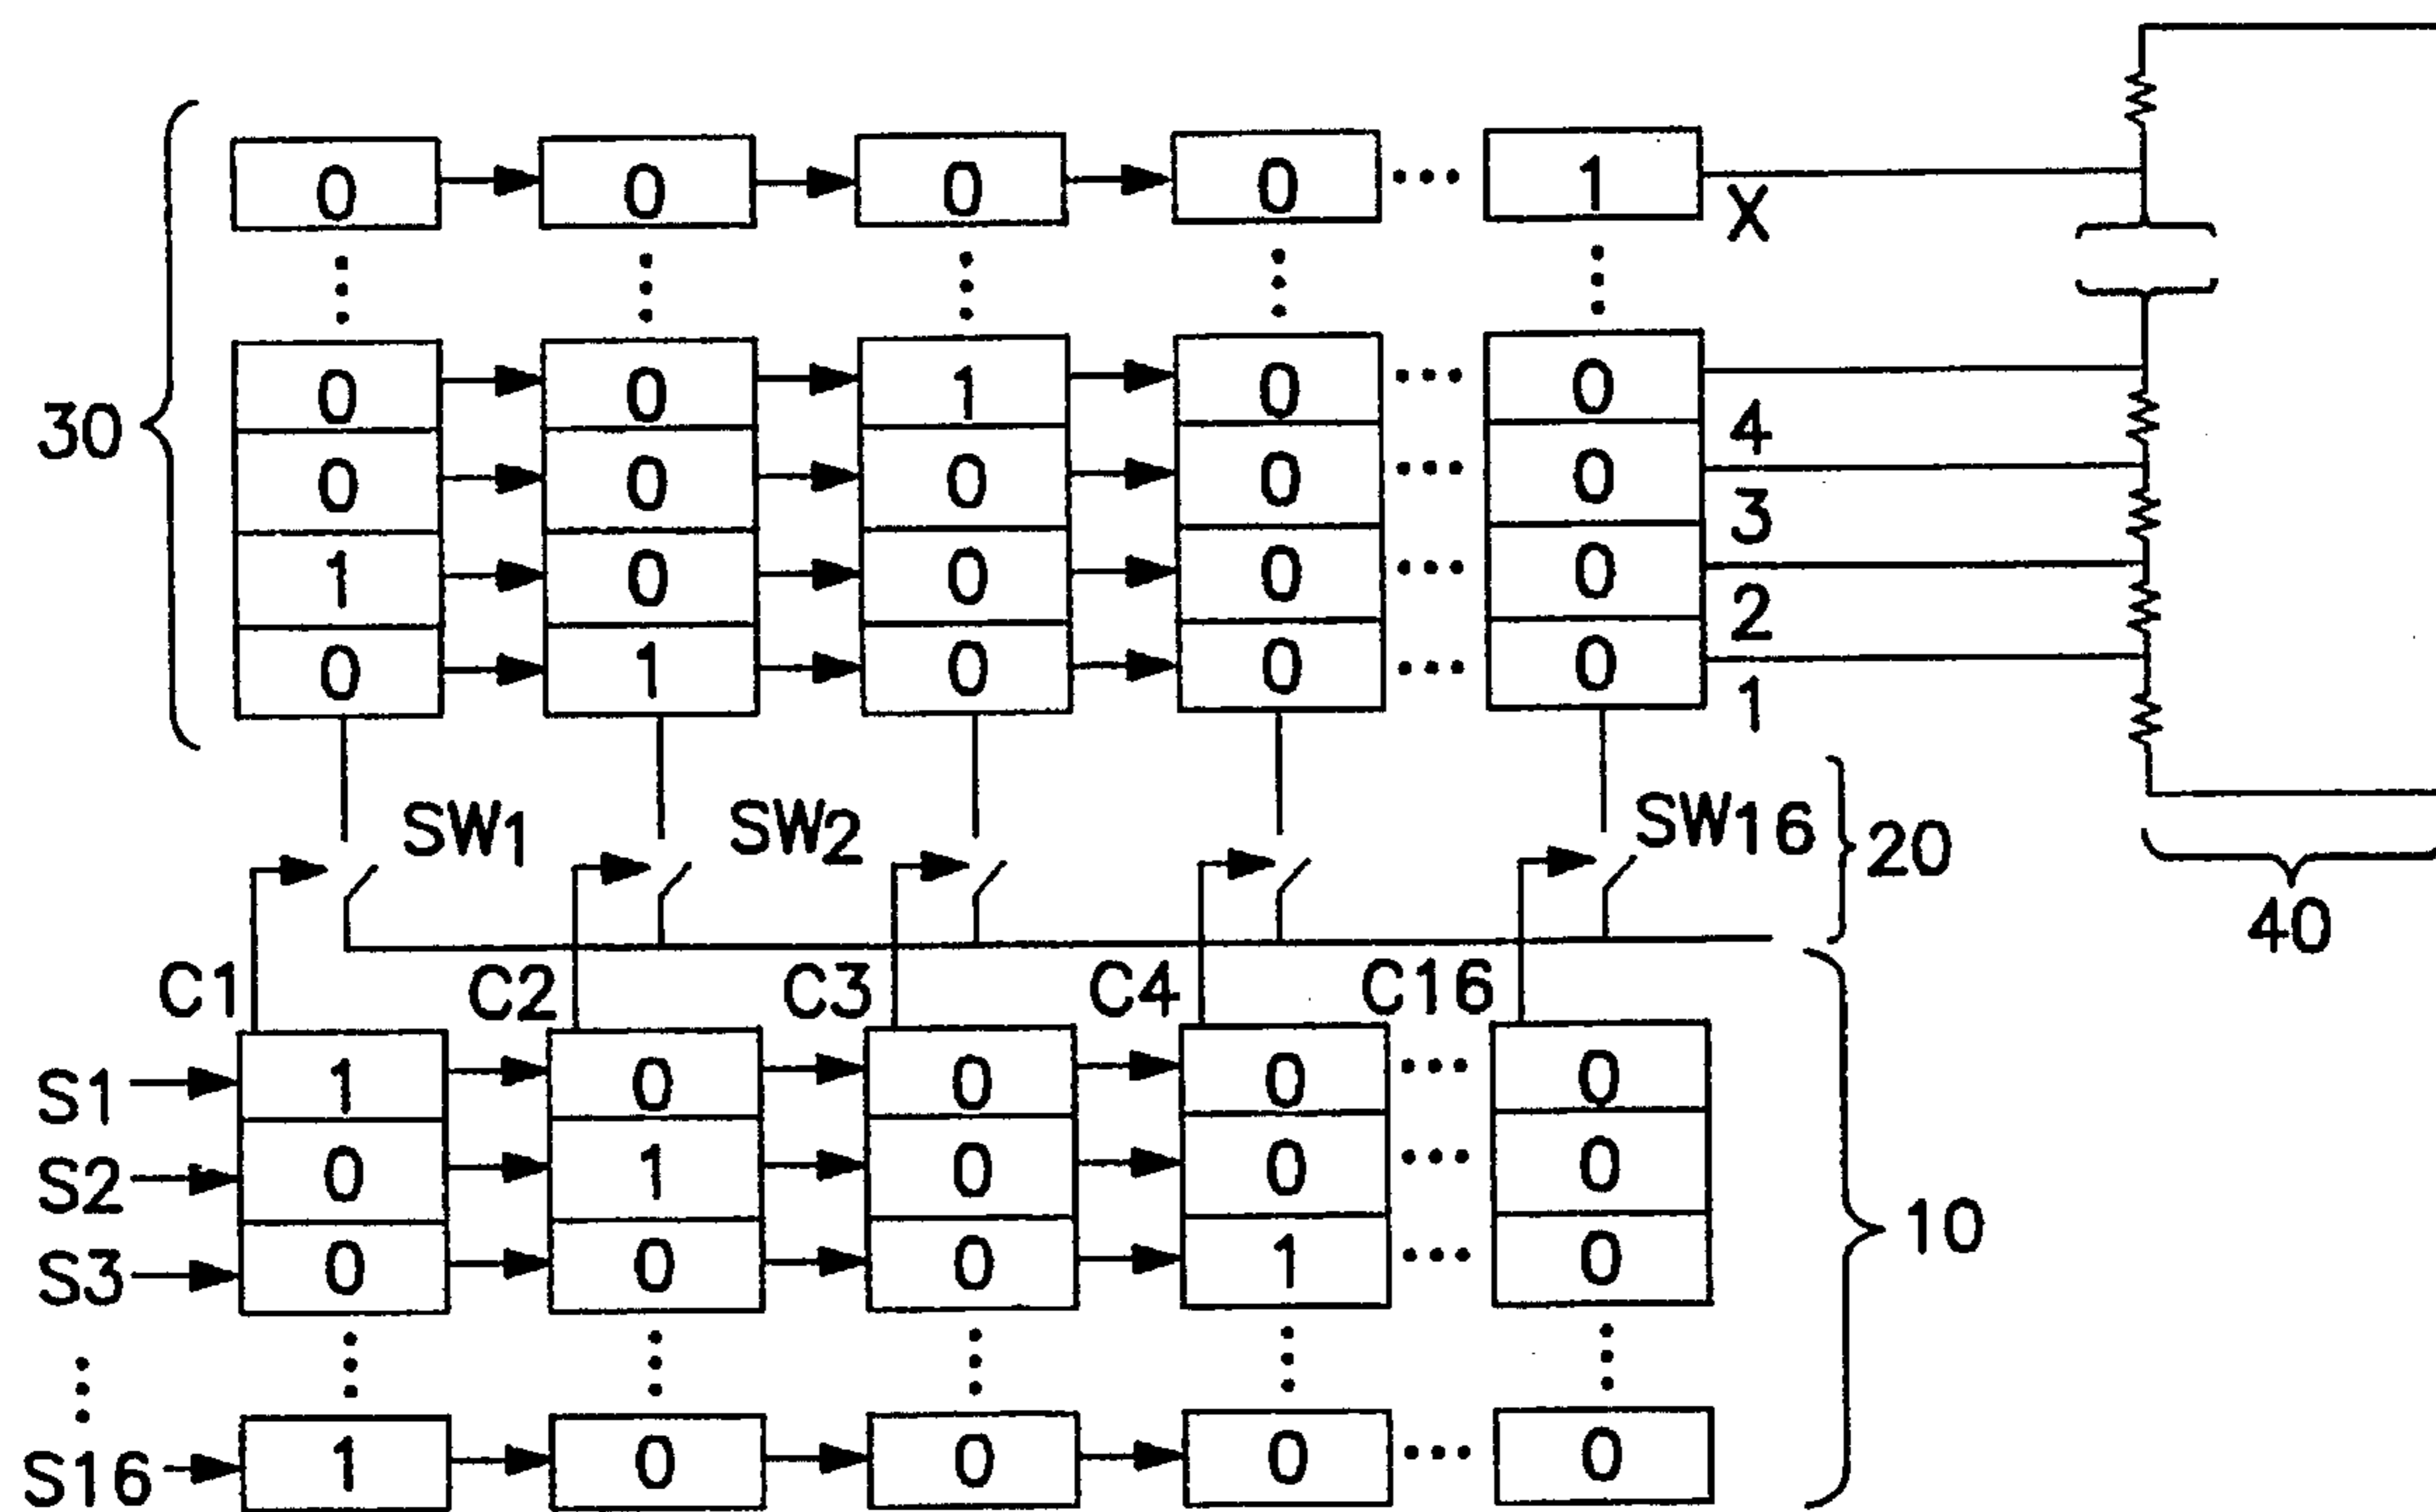 0 0 0 0 ... 1
X
30
0 0 1 0 ... 0
4
0 0 0 0 ... 0
3
1 0 0 0 ... 0
2
0 1 0 0 ... 0
1
SW1 SW2 SW16 20
40
C1 C2 C3 C4 C16
S1 1 0 0 0 ... 0
S2 0 1 0 0 ... 0
10
S3 0 0 0 1 ... 0
S16 1 0 0 0 ... 0